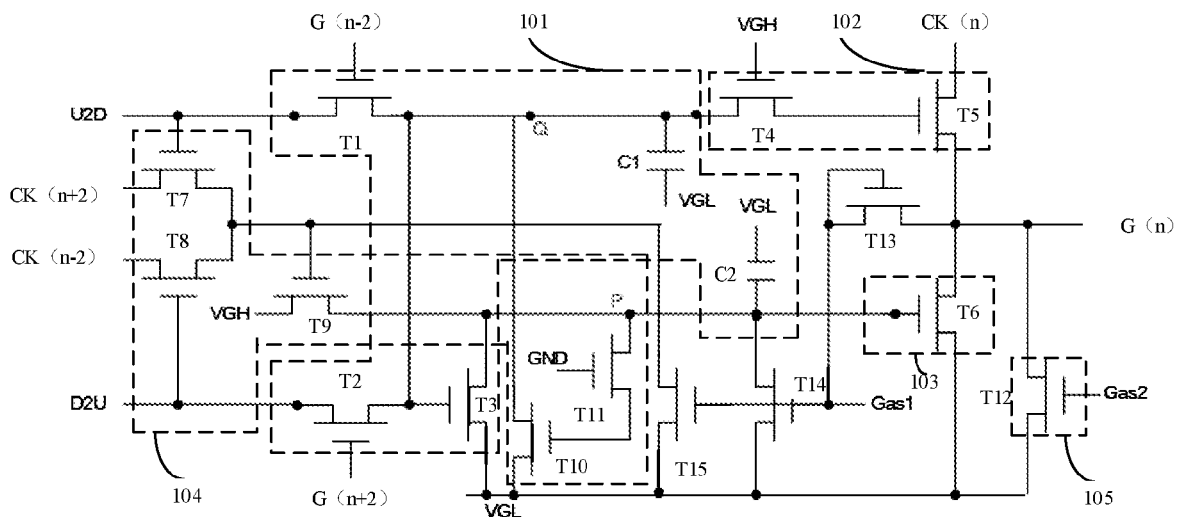 G（n-2）
101
VGH
102
CK（n）
U2D
T1
Q
T4
T5
C1
CK（n+2）
T7
VGL
VGL
T13
G（n）
T8
CK（n-2）
C2
P
T6
VGH
T9
GND
103
T2
D2U
T3
T11
T14
Gas1
T12
Gas2
T10
T15
104
G（n+2）
VGL
105